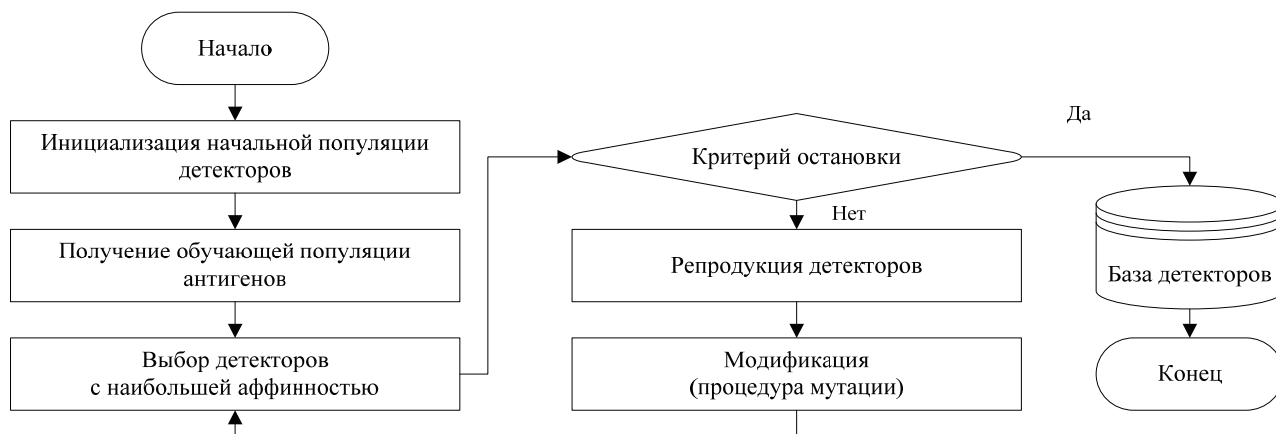 Начало
Инициализация начальной популяции
детекторов
Получение обучающей популяции
антигенов
Выбор детекторов
с наибольшей аффинностью
Критерий остановки
Да
Нет
Репродукция детекторов
Модификация
(процедура мутации)
База детекторов
Конец